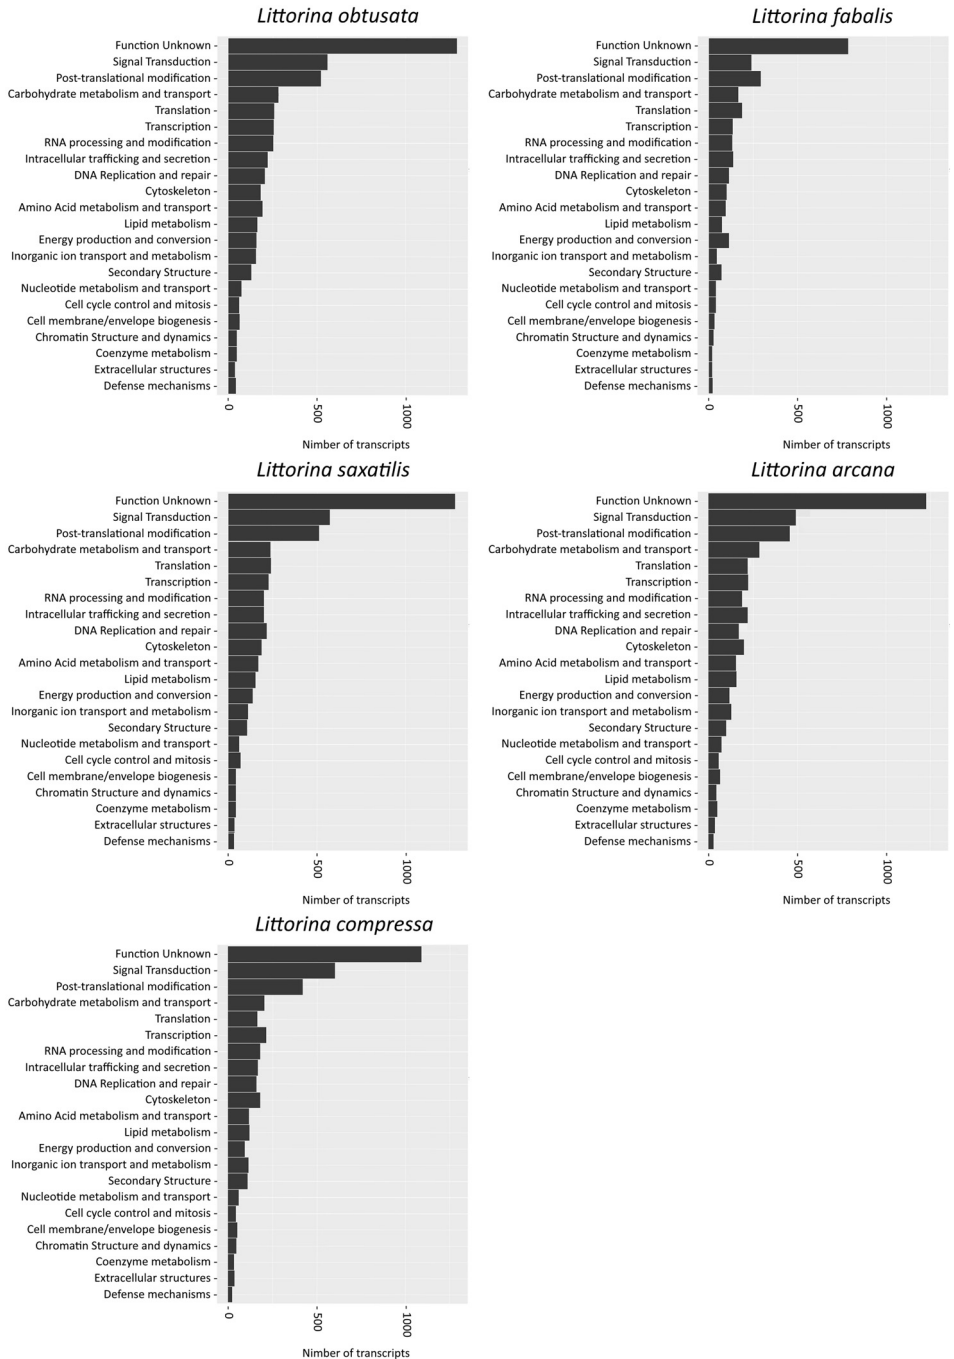 Littorina obtusata
Function Unknown
Signal Transduction
Post-translational modification
Carbohydrate metabolism and transport
Translation
Transcription
RNA processing and modification
Intracellular trafficking and secretion
DNA Replication and repair
Cytoskeleton
Amino Acid metabolism and transport
Lipid metabolism
Energy production and conversion
Inorganic ion transport and metabolism
Secondary Structure
Nucleotide metabolism and transport
Cell cycle control and mitosis
Cell membrane/envelope biogenesis
Chromatin Structure and dynamics
Coenzyme metabolism
Extracellular structures
Defense mechanisms
0 500 1000
Nimber of transcripts
Littorina fabalis
Function Unknown
Signal Transduction
Post-translational modification
Carbohydrate metabolism and transport
Translation
Transcription
RNA processing and modification
Intracellular trafficking and secretion
DNA Replication and repair
Cytoskeleton
Amino Acid metabolism and transport
Lipid metabolism
Energy production and conversion
Inorganic ion transport and metabolism
Secondary Structure
Nucleotide metabolism and transport
Cell cycle control and mitosis
Cell membrane/envelope biogenesis
Chromatin Structure and dynamics
Coenzyme metabolism
Extracellular structures
Defense mechanisms
0 500 1000
Nimber of transcripts
Littorina saxatilis
Function Unknown
Signal Transduction
Post-translational modification
Carbohydrate metabolism and transport
Translation
Transcription
RNA processing and modification
Intracellular trafficking and secretion
DNA Replication and repair
Cytoskeleton
Amino Acid metabolism and transport
Lipid metabolism
Energy production and conversion
Inorganic ion transport and metabolism
Secondary Structure
Nucleotide metabolism and transport
Cell cycle control and mitosis
Cell membrane/envelope biogenesis
Chromatin Structure and dynamics
Coenzyme metabolism
Extracellular structures
Defense mechanisms
0 500 1000
Nimber of transcripts
Littorina arcana
Function Unknown
Signal Transduction
Post-translational modification
Carbohydrate metabolism and transport
Translation
Transcription
RNA processing and modification
Intracellular trafficking and secretion
DNA Replication and repair
Cytoskeleton
Amino Acid metabolism and transport
Lipid metabolism
Energy production and conversion
Inorganic ion transport and metabolism
Secondary Structure
Nucleotide metabolism and transport
Cell cycle control and mitosis
Cell membrane/envelope biogenesis
Chromatin Structure and dynamics
Coenzyme metabolism
Extracellular structures
Defense mechanisms
0 500 1000
Nimber of transcripts
Littorina compressa
Function Unknown
Signal Transduction
Post-translational modification
Carbohydrate metabolism and transport
Translation
Transcription
RNA processing and modification
Intracellular trafficking and secretion
DNA Replication and repair
Cytoskeleton
Amino Acid metabolism and transport
Lipid metabolism
Energy production and conversion
Inorganic ion transport and metabolism
Secondary Structure
Nucleotide metabolism and transport
Cell cycle control and mitosis
Cell membrane/envelope biogenesis
Chromatin Structure and dynamics
Coenzyme metabolism
Extracellular structures
Defense mechanisms
0 500 1000
Nimber of transcripts